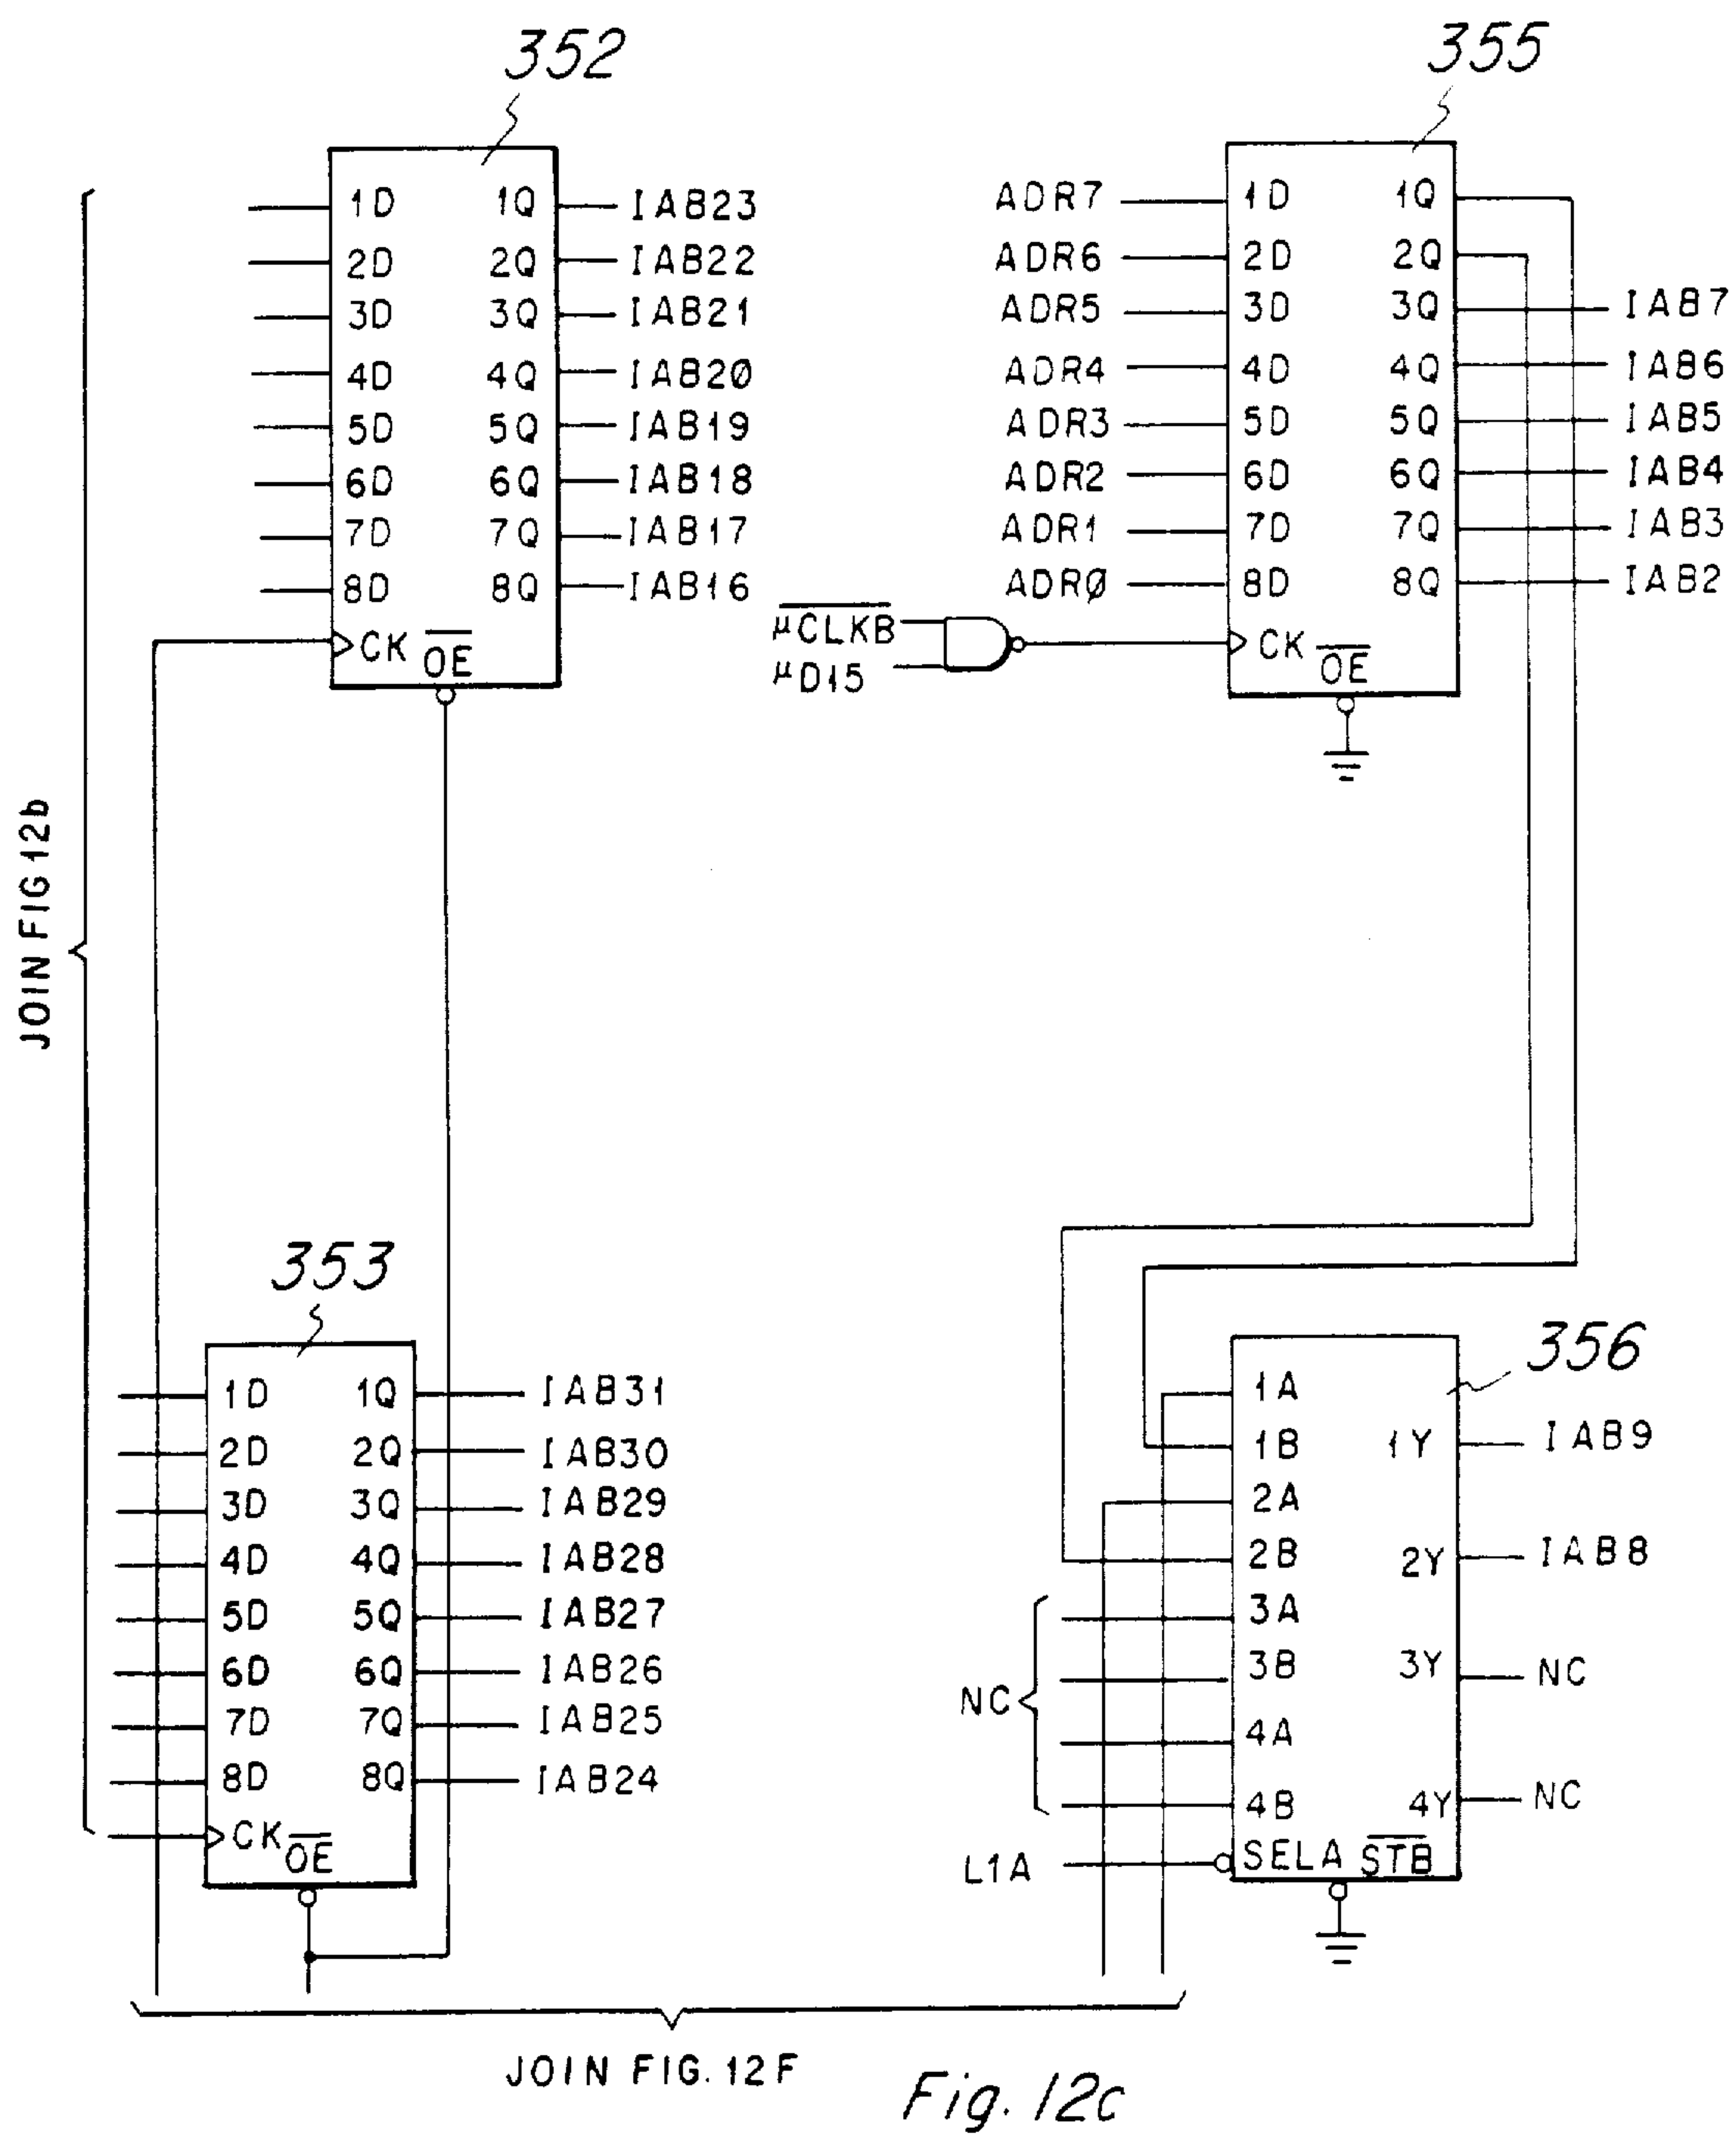 352
1D 1Q IAB23
2D 2Q IAB22
3D 3Q IAB21
4D 4Q IAB20
5D 5Q IAB19
6D 6Q IAB18
7D 7Q IAB17
8D 8Q IAB16
CK OE
355
ADR7 1D 1Q
ADR6 2D 2Q
ADR5 3D 3Q IAB7
ADR4 4D 4Q IAB6
ADR3 5D 5Q IAB5
ADR2 6D 6Q IAB4
ADR1 7D 7Q IAB3
ADRØ 8D 8Q IAB2
μCLKB
μD15
CK OE
JOIN FIG 12b
353
1D 1Q IAB31
2D 2Q IAB30
3D 3Q IAB29
4D 4Q IAB28
5D 5Q IAB27
6D 6Q IAB26
7D 7Q IAB25
8D 8Q IAB24
CK OE
356
1A
1B 1Y IAB9
2A
2B 2Y IAB8
3A
3B 3Y NC
NC
4A
4B 4Y NC
L1A SELA STB
JOIN FIG. 12F
Fig. 12c